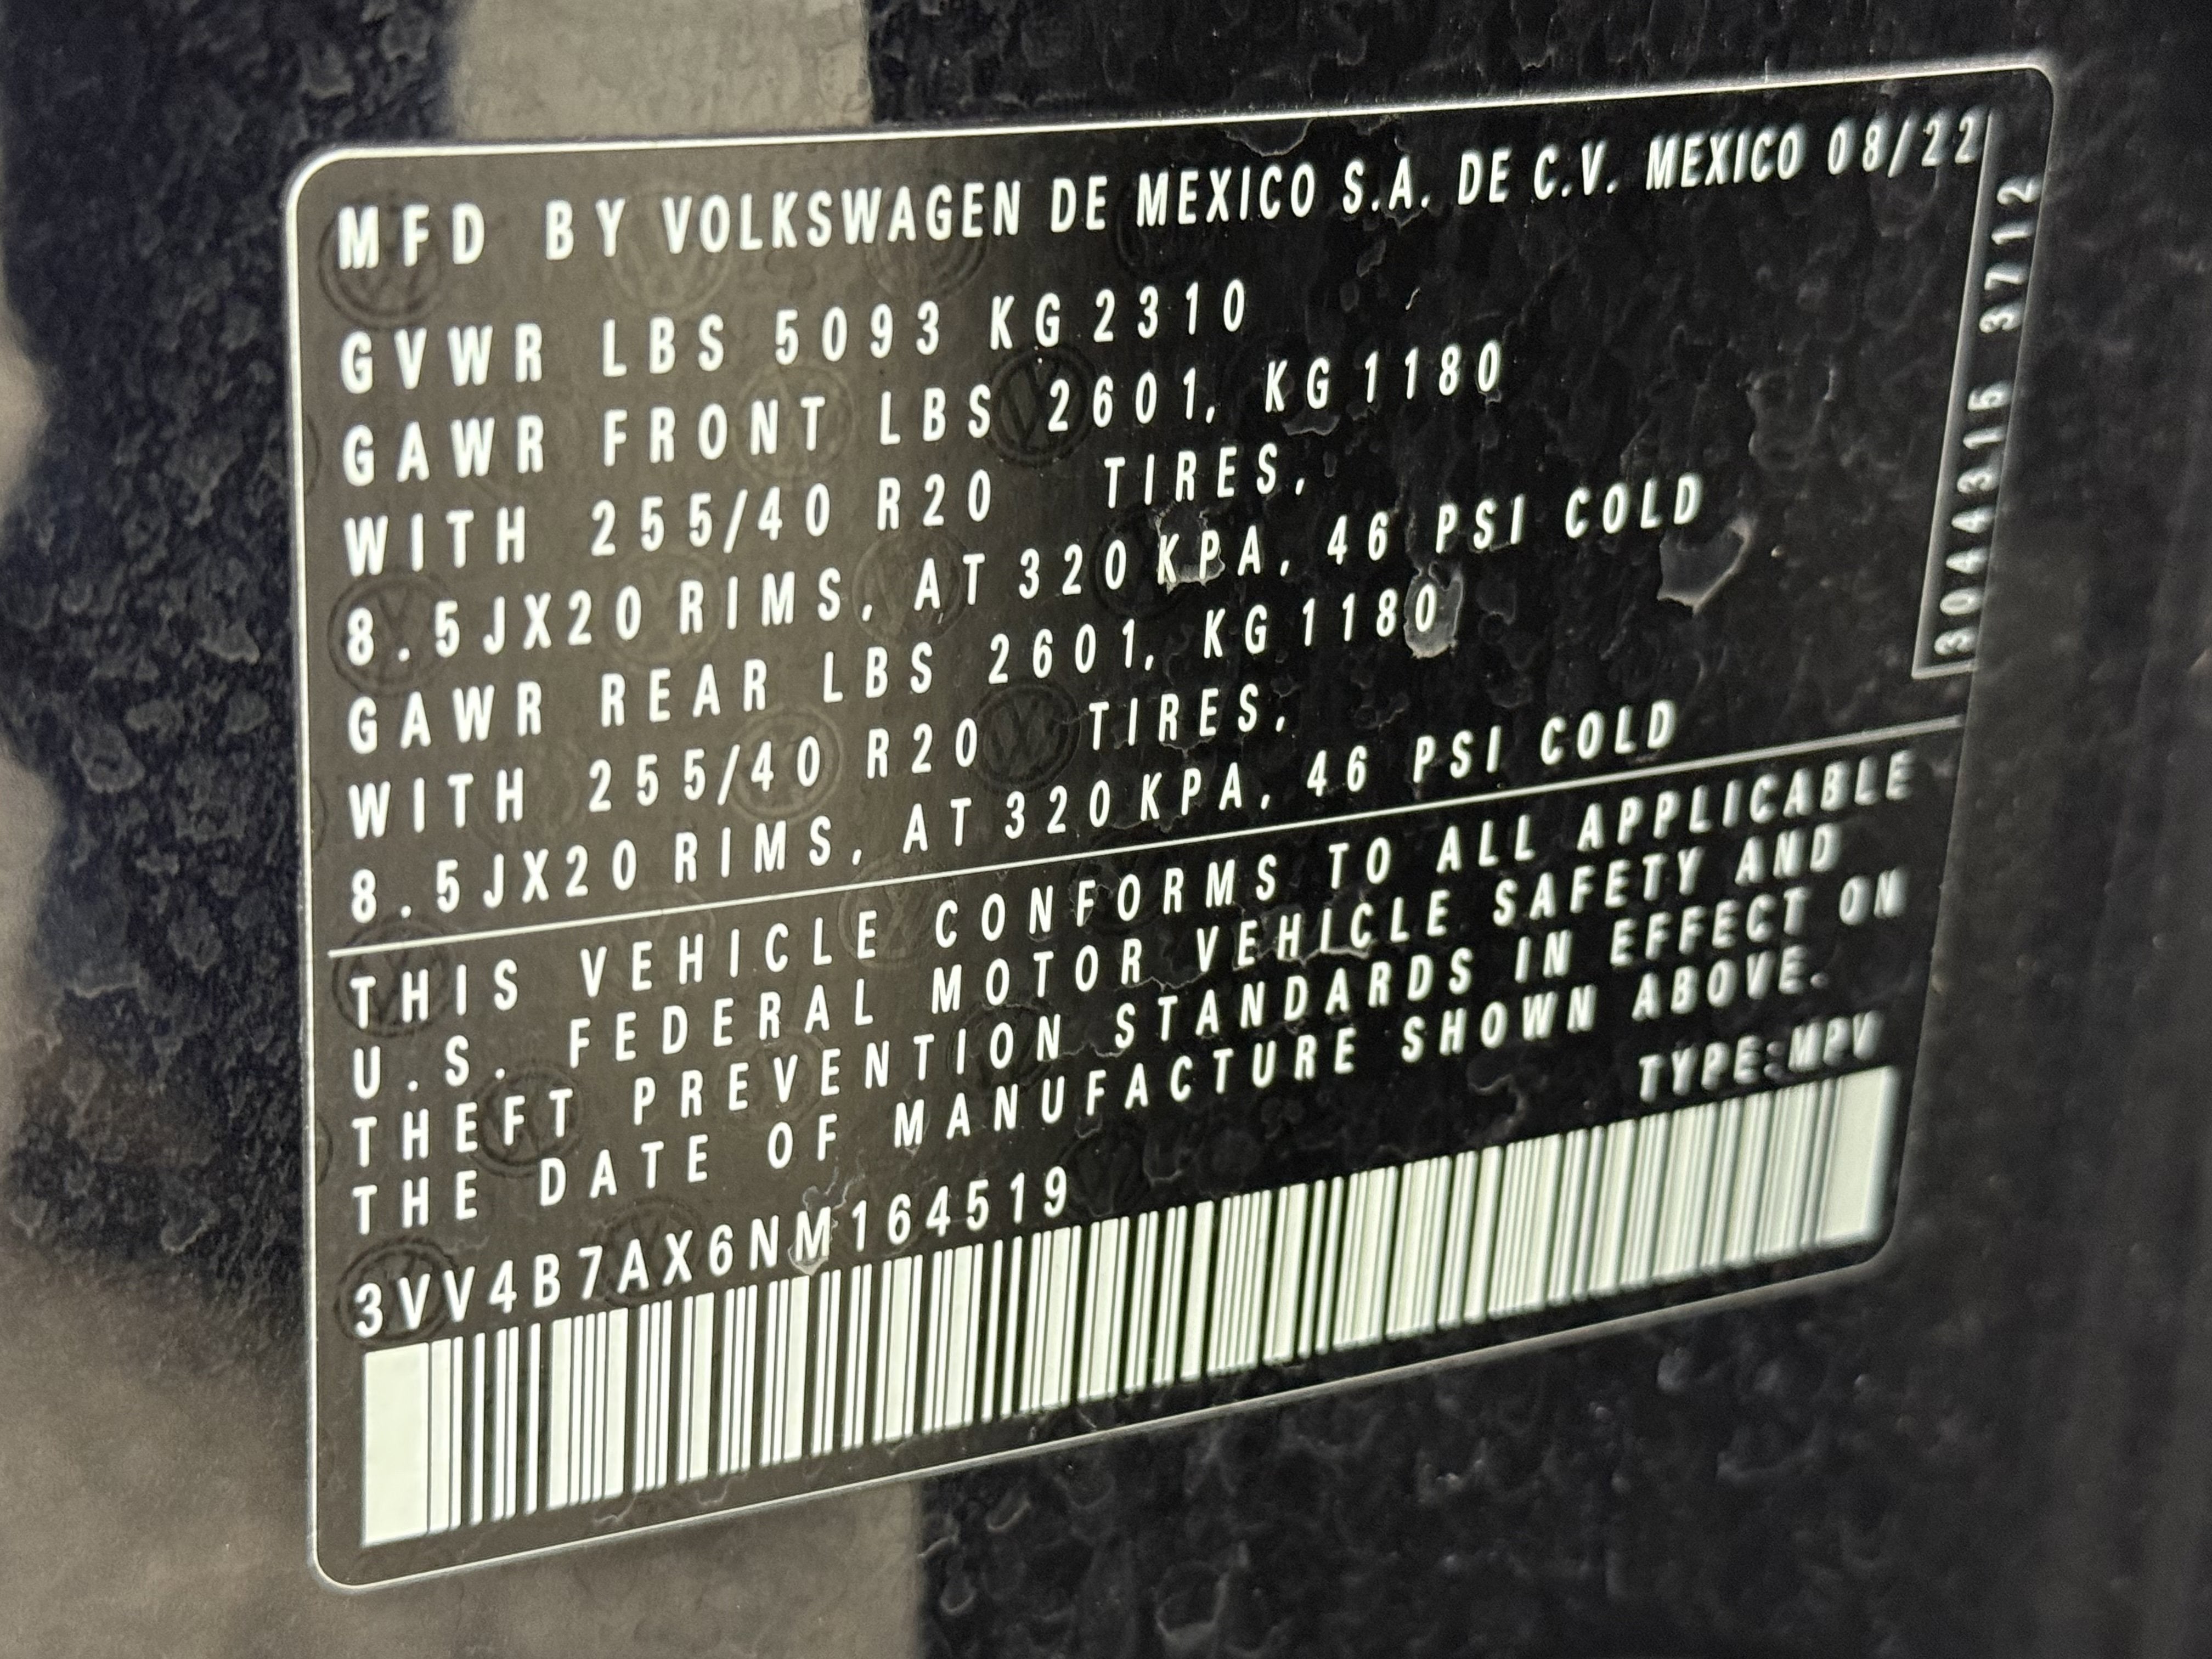 MFD BY VOLKSWAGEN DE MEXICO S.A. DE C.V. MEXICO 08/22
GVWR LBS 5093 KG 2310
GAWR FRONT LBS 2601, KG 1180
WITH 255/40 R20 TIRES,
8.5JX20 RIMS, AT 320 KPA, 46 PSI COLD
GAWR REAR LBS 2601, KG 1180
WITH 255/40 R20 TIRES,
8.5JX20 RIMS, AT 320 KPA, 46 PSI COLD
THIS VEHICLE CONFORMS TO ALL APPLICABLE
U.S. FEDERAL MOTOR VEHICLE SAFETY AND
THEFT PREVENTION STANDARDS IN EFFECT ON
THE DATE OF MANUFACTURE SHOWN ABOVE.
TYPE:MPV
3VV4B7AX6NM164519
3044315 3712